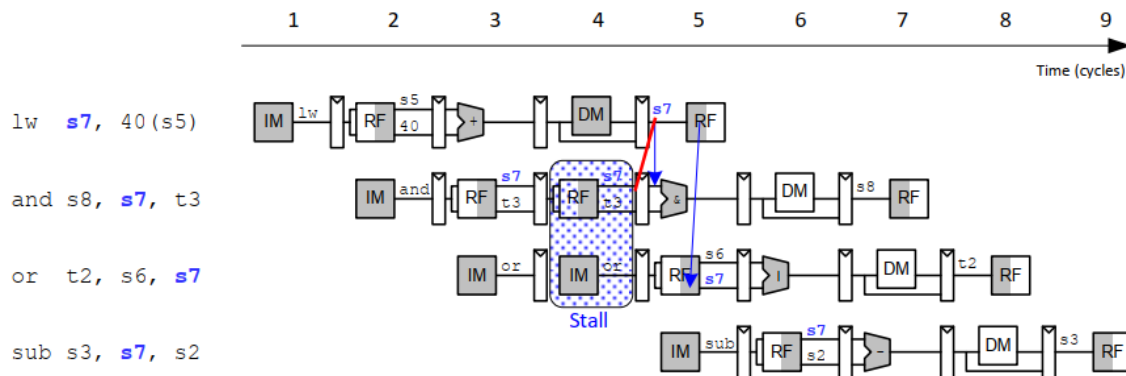 1 2 3 4 5 6 7 8 9
Time (cycles)
lw s7, 40(s5)
IM lw RF s5 40 + DM s7 RF
and s8, s7, t3
IM and RF s7 t3 RF s7 t3 & DM s8 RF
or t2, s6, s7
IM or IM or RF s6 s7 | DM t2 RF
Stall
sub s3, s7, s2
IM sub RF s7 s2 - DM s3 RF